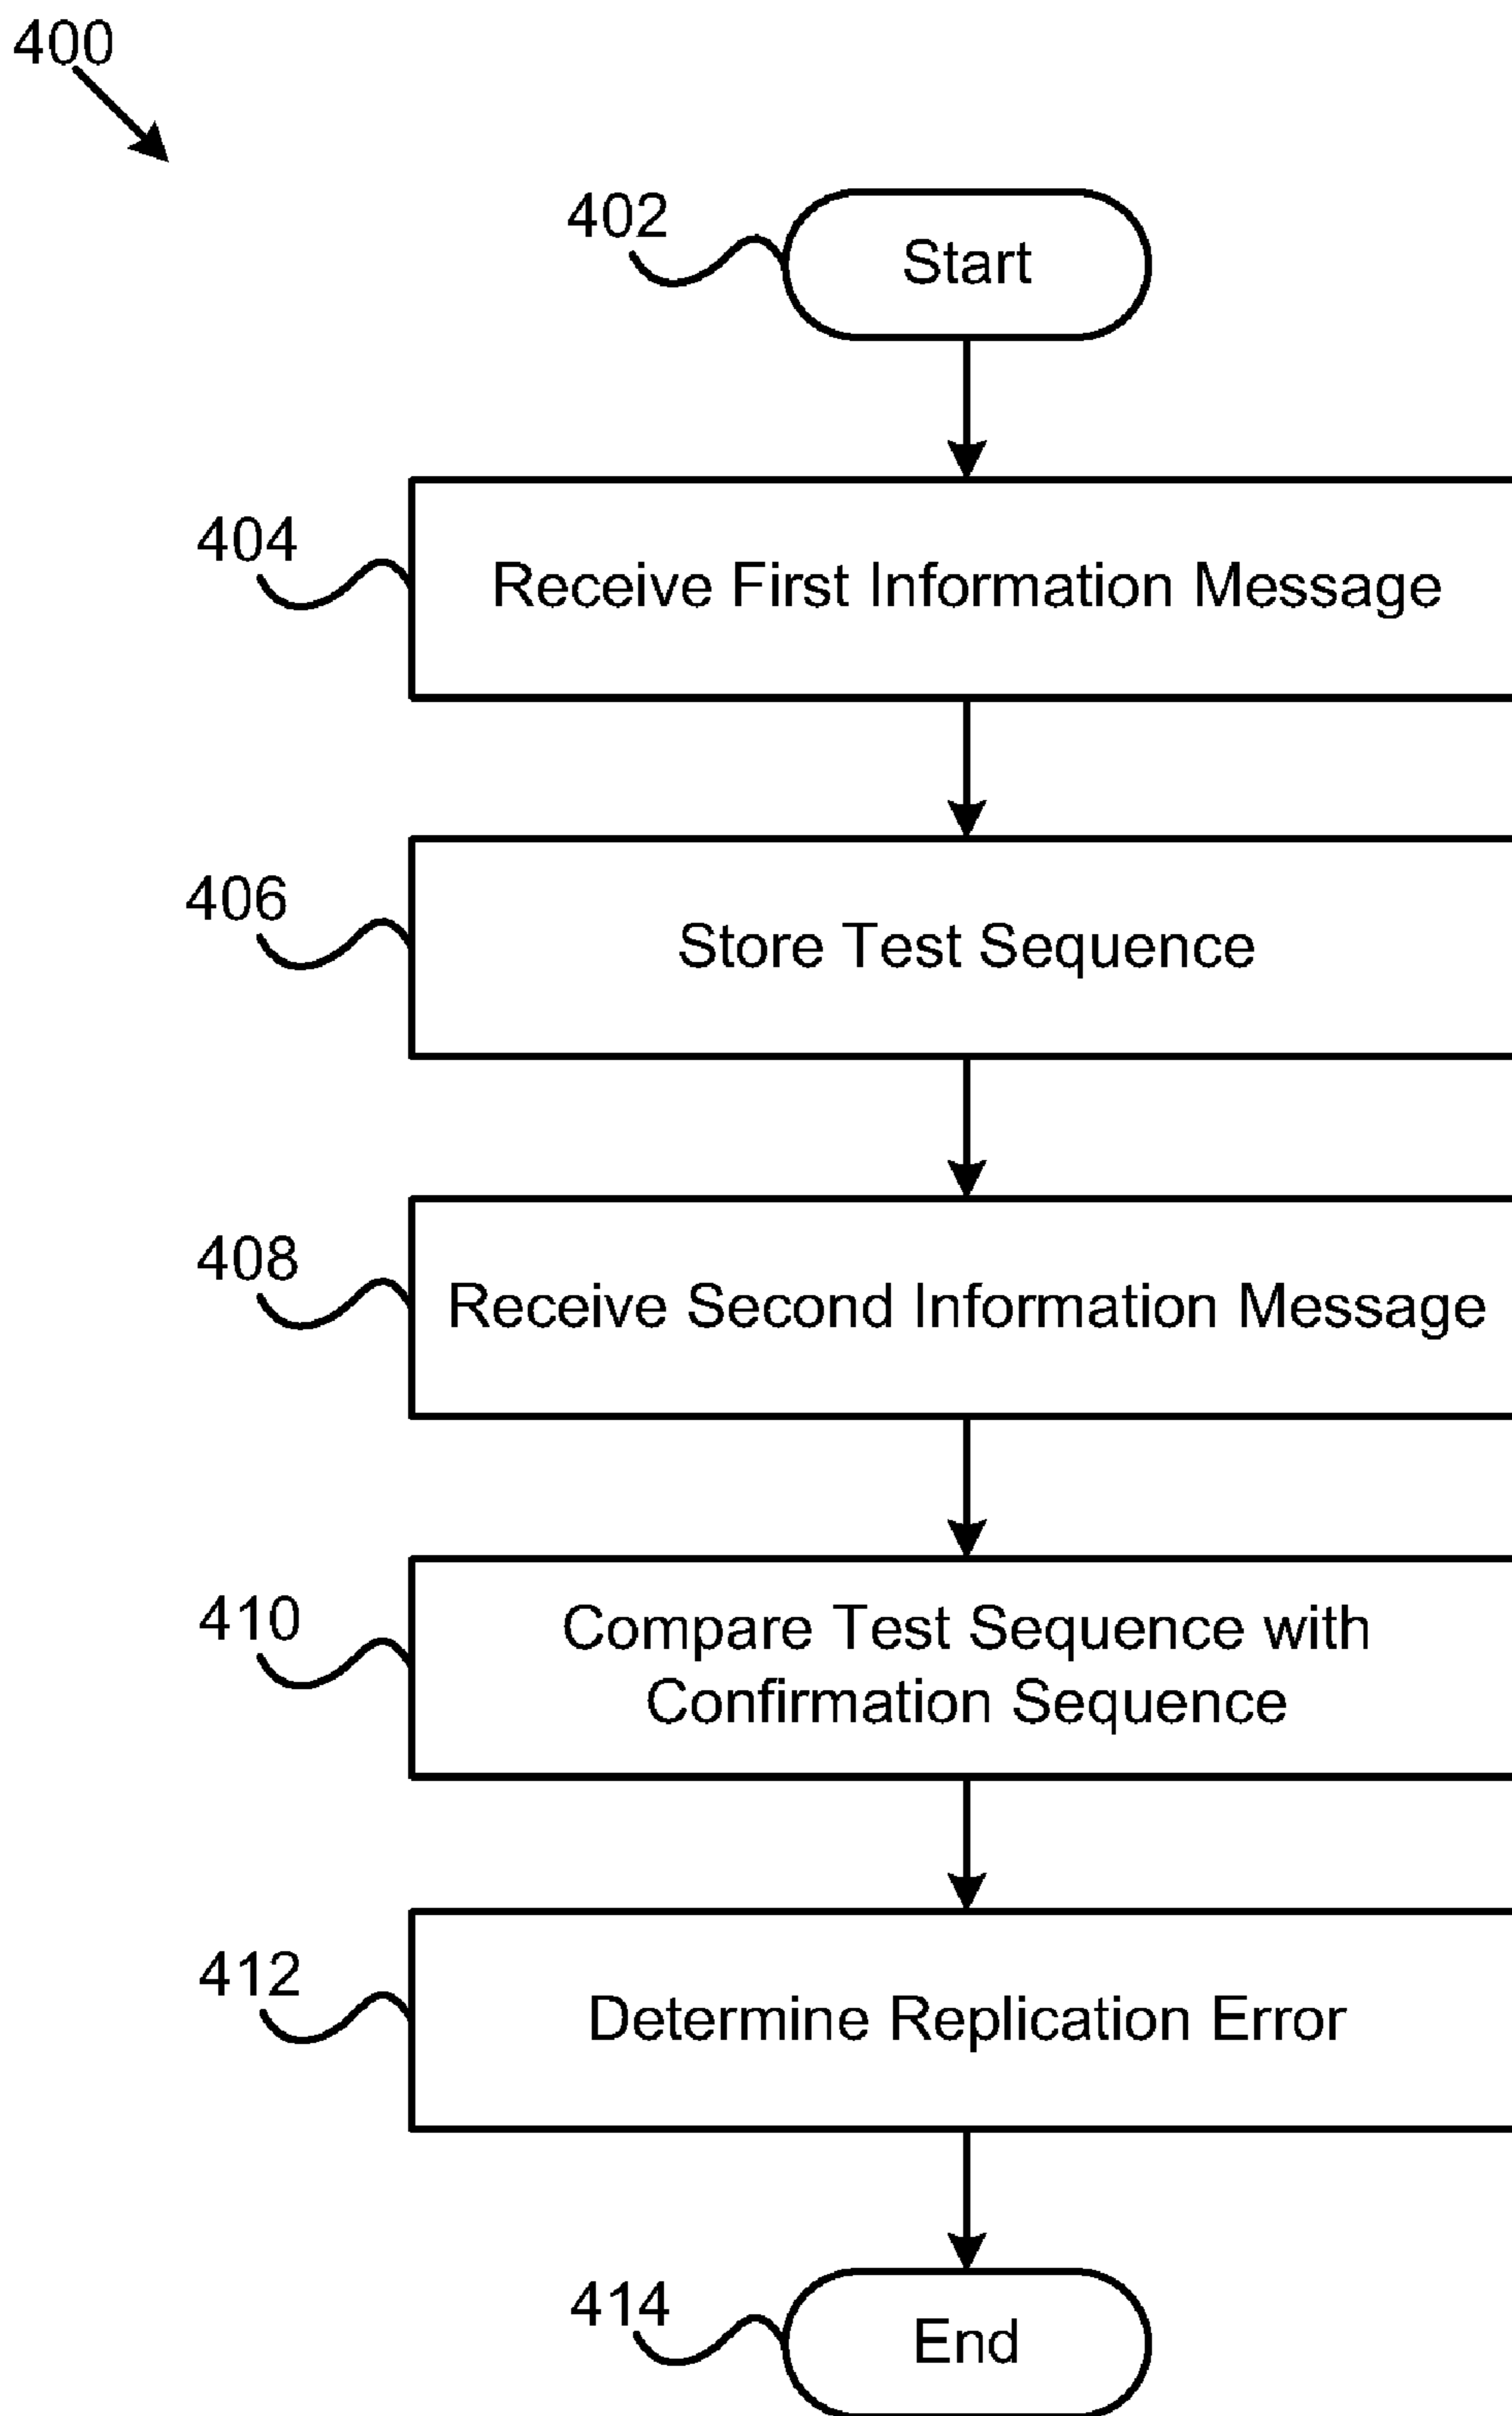 400
402
Start
404
Receive First Information Message
406
Store Test Sequence
408
Receive Second Information Message
410
Compare Test Sequence with
Confirmation Sequence
412
Determine Replication Error
414
End